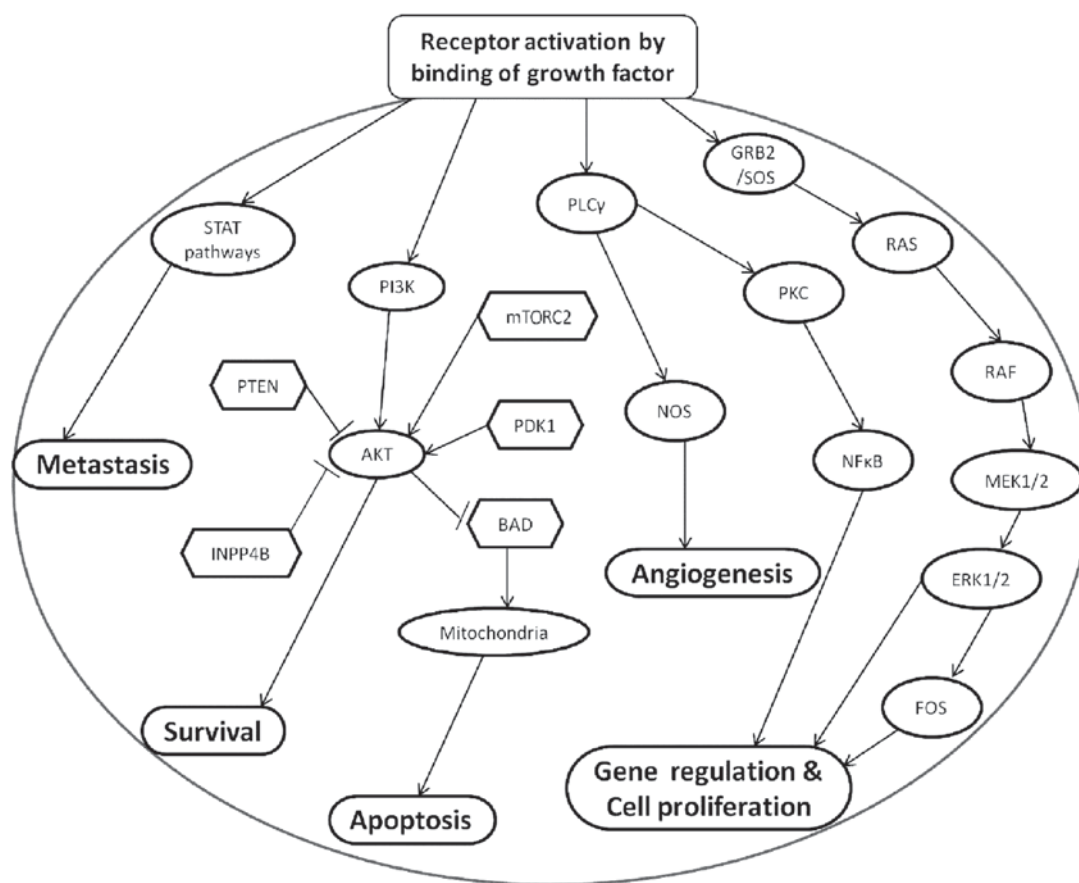 Receptor activation by
binding of growth factor
GRB2
/SOS
STAT
pathways
PLCγ
RAS
PI3K
PKC
mTORC2
PTEN
RAF
NOS
PDK1
Metastasis
AKT
NFκB
MEK1/2
BAD
INPP4B
Angiogenesis
ERK1/2
Mitochondria
FOS
Survival
Gene regulation &
Cell proliferation
Apoptosis